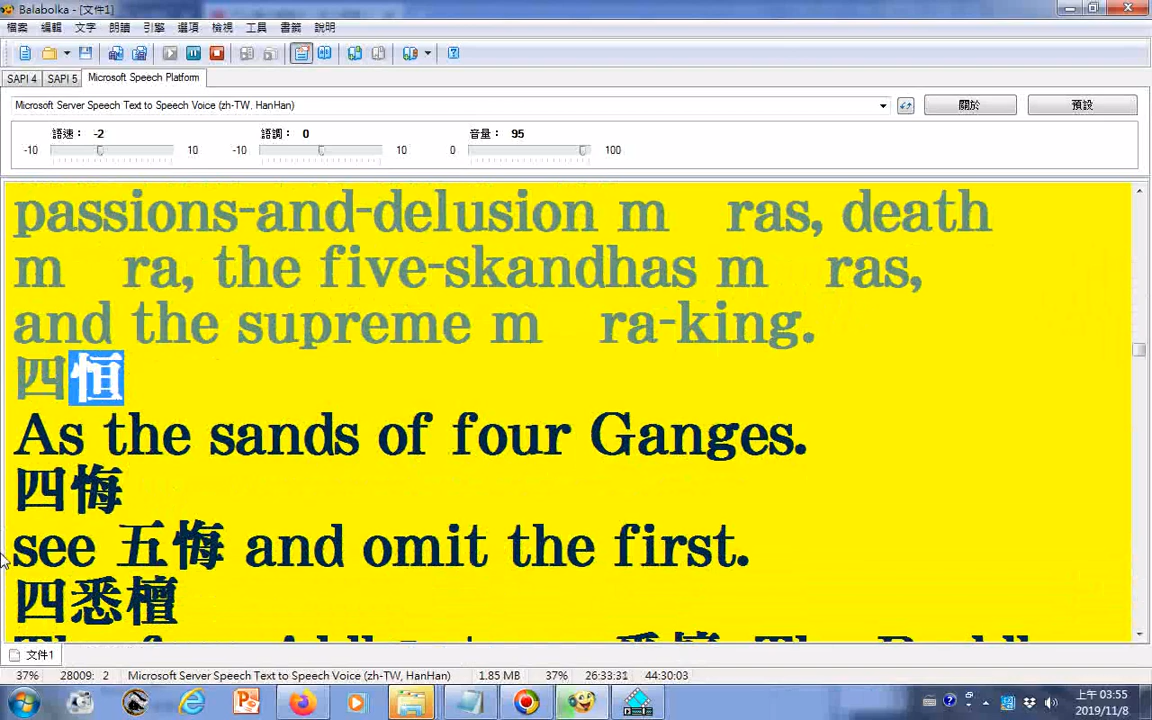 Balabolka - [文件1]
檔案 編輯 文字 朗讀 引擎 選項 檢視 工具 書籤 說明
SAPI 4 SAPI 5 Microsoft Speech Platform
Microsoft Server Speech Text to Speech Voice (zh-TW, HanHan) 關於 預設
語速： -2 語調： 0 音量： 95
-10 10 -10 10 0 100
passions-and-delusion m ras, death
m ra, the five-skandhas m ras,
and the supreme m ra-king.
四恒
As the sands of four Ganges.
四悔
see 五悔 and omit the first.
四悉檀
文件1
37% 28009: 2 Microsoft Server Speech Text to Speech Voice (zh-TW, HanHan) 1.85 MB 37% 26:33:31 44:30:03
上午 03:55
2019/11/8